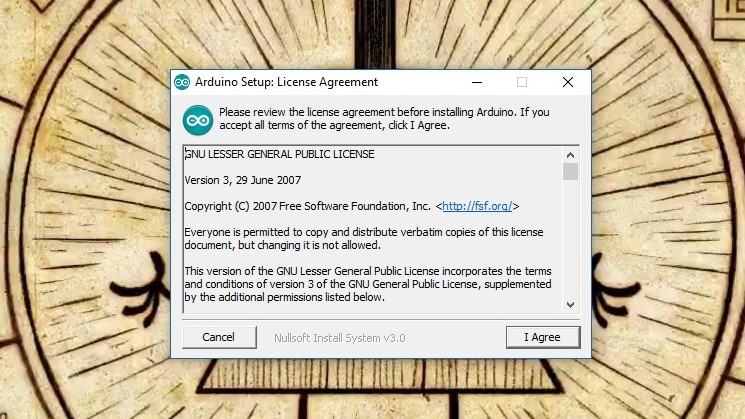 Arduino Setup: License Agreement
Please review the license agreement before installing Arduino. If you
accept all terms of the agreement, click I Agree.
GNU LESSER GENERAL PUBLIC LICENSE
Version 3, 29 June 2007
Copyright (C) 2007 Free Software Foundation, Inc. <http://fsf.org/>
Everyone is permitted to copy and distribute verbatim copies of this license
document, but changing it is not allowed.
This version of the GNU Lesser General Public License incorporates the terms
and conditions of version 3 of the GNU General Public License, supplemented
by the additional permissions listed below.
Cancel
Nullsoft Install System v3.0
I Agree